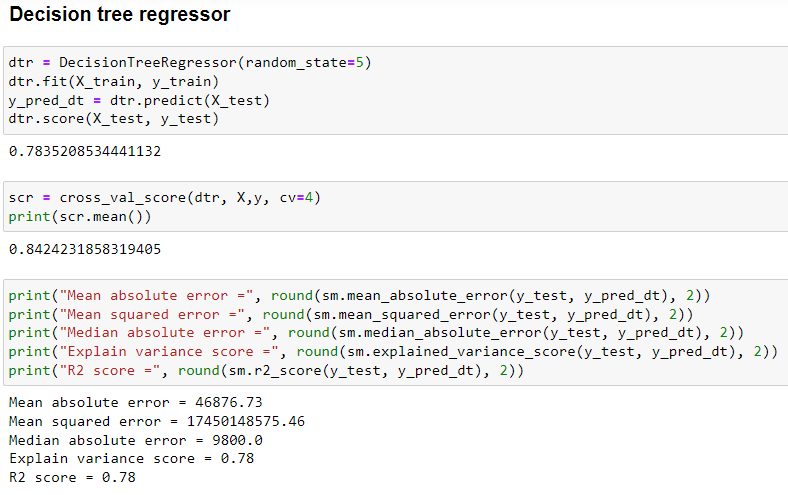 Decision tree regressor
dtr = DecisionTreeRegressor(random_state=5)
dtr.fit(X_train, y_train)
y_pred_dt = dtr.predict(X_test)
dtr.score(X_test, y_test)
0.7835208534441132
scr = cross_val_score(dtr, X,y, cv=4)
print(scr.mean())
0.8424231858319405
print("Mean absolute error =", round(sm.mean_absolute_error(y_test, y_pred_dt), 2))
print("Mean squared error =", round(sm.mean_squared_error(y_test, y_pred_dt), 2))
print("Median absolute error =", round(sm.median_absolute_error(y_test, y_pred_dt), 2))
print("Explain variance score =", round(sm.explained_variance_score(y_test, y_pred_dt), 2))
print("R2 score =", round(sm.r2_score(y_test, y_pred_dt), 2))
Mean absolute error = 46876.73
Mean squared error = 17450148575.46
Median absolute error = 9800.0
Explain variance score = 0.78
R2 score = 0.78